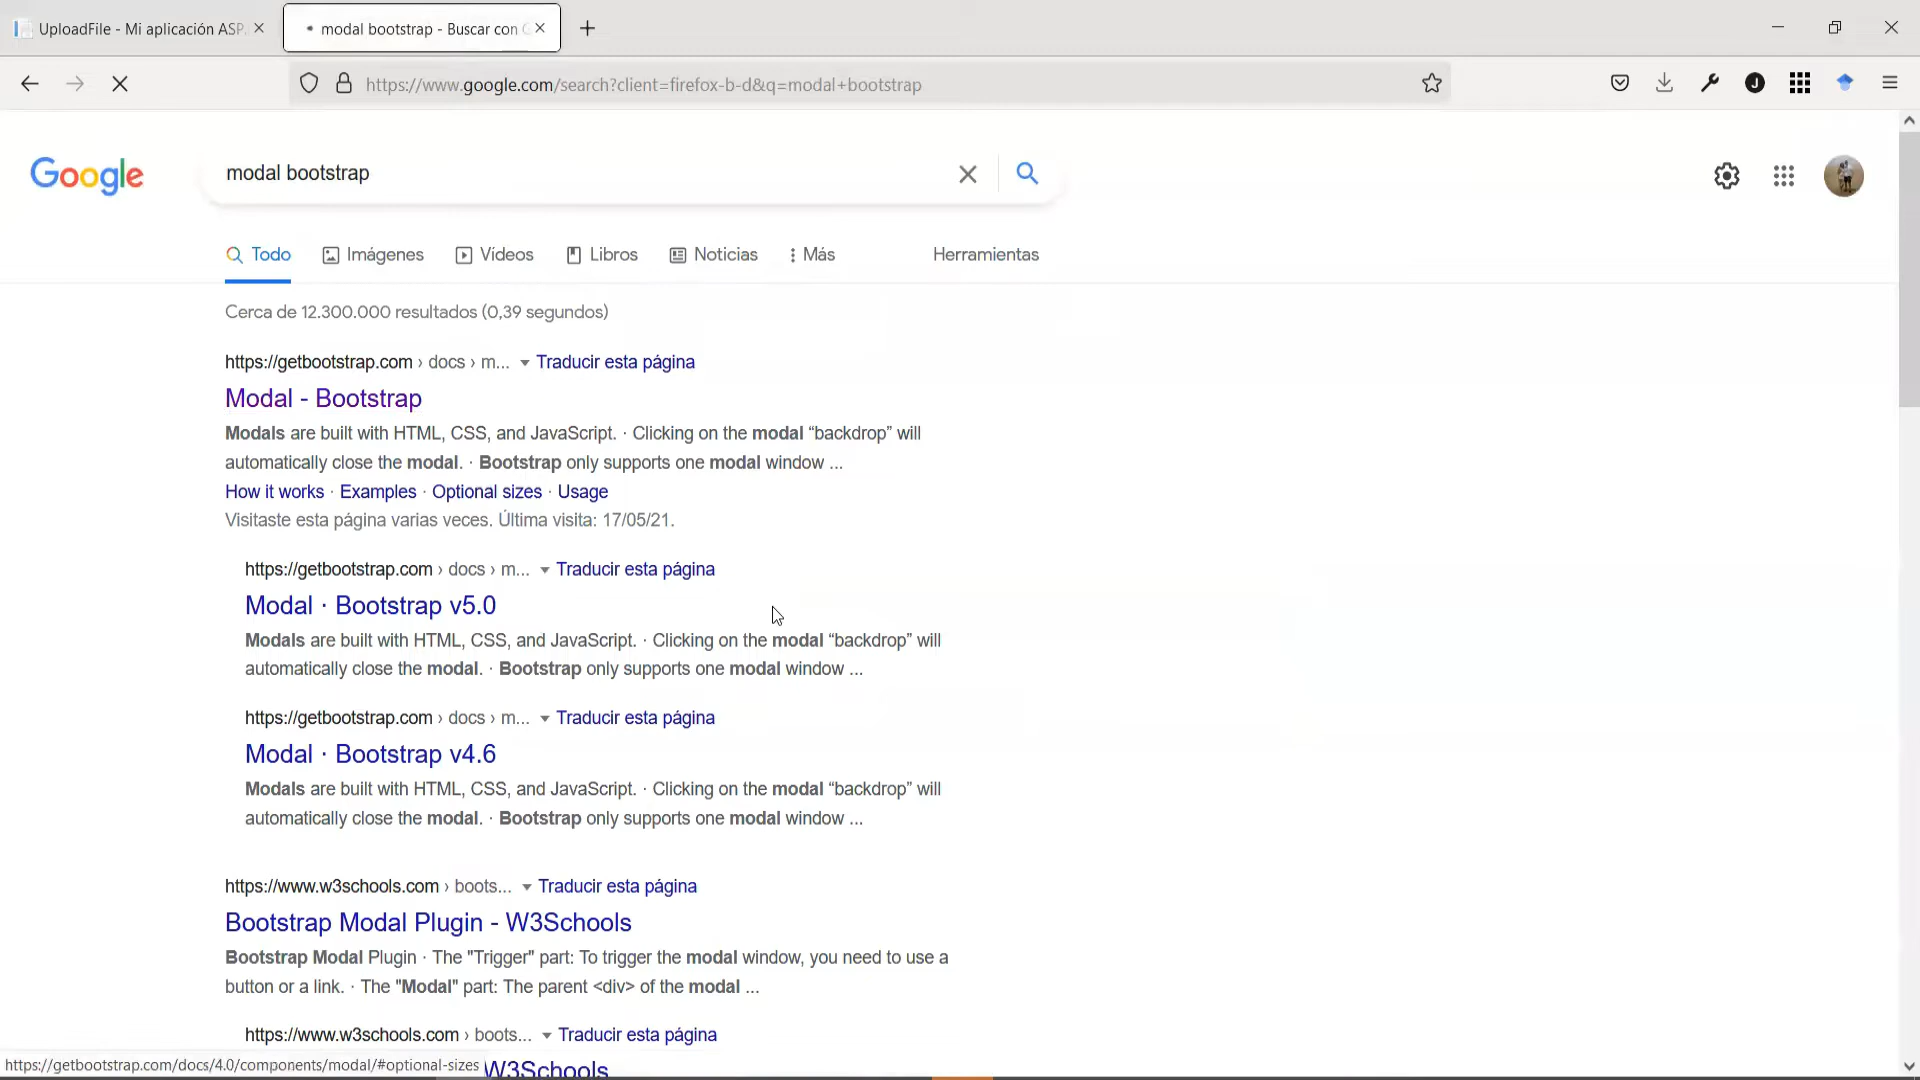 UploadFile - Mi aplicación ASP.
modal bootstrap - Buscar con G
https://www.google.com/search?client=firefox-b-d&q=modal+bootstrap
J
Google
modal bootstrap
Todo
Imágenes
Vídeos
Libros
Noticias
Más
Herramientas
Cerca de 12.300.000 resultados (0,39 segundos)
https://getbootstrap.com › docs › m... Traducir esta página
Modal - Bootstrap
Modals are built with HTML, CSS, and JavaScript. · Clicking on the modal “backdrop” will
automatically close the modal. · Bootstrap only supports one modal window ...
How it works · Examples · Optional sizes · Usage
Visitaste esta página varias veces. Última visita: 17/05/21.
https://getbootstrap.com › docs › m... Traducir esta página
Modal · Bootstrap v5.0
Modals are built with HTML, CSS, and JavaScript. · Clicking on the modal “backdrop” will
automatically close the modal. · Bootstrap only supports one modal window ...
https://getbootstrap.com › docs › m... Traducir esta página
Modal · Bootstrap v4.6
Modals are built with HTML, CSS, and JavaScript. · Clicking on the modal “backdrop” will
automatically close the modal. · Bootstrap only supports one modal window ...
https://www.w3schools.com › boots... Traducir esta página
Bootstrap Modal Plugin - W3Schools
Bootstrap Modal Plugin · The "Trigger" part: To trigger the modal window, you need to use a
button or a link. · The "Modal" part: The parent <div> of the modal ...
https://www.w3schools.com › boots... Traducir esta página
W3Schools
https://getbootstrap.com/docs/4.0/components/modal/#optional-sizes